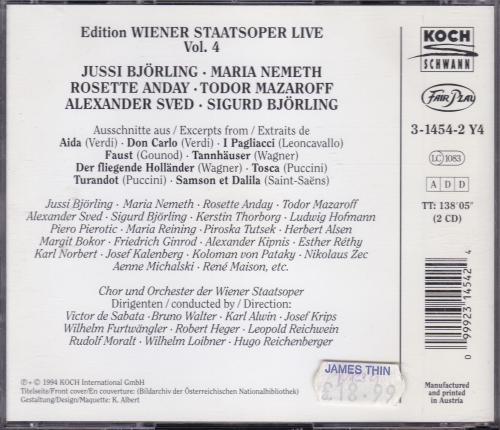 Edition WIENER STAATSOPER LIVE
Vol. 4
JUSSI BJÖRLING · MARIA NEMETH
ROSETTE ANDAY · TODOR MAZAROFF
ALEXANDER SVED · SIGURD BJÖRLING
Ausschnitte aus / Excerpts from / Extraits de
Aida (Verdi) · Don Carlo (Verdi) · I Pagliacci (Leoncavallo)
Faust (Gounod) · Tannhäuser (Wagner)
Der fliegende Holländer (Wagner) · Tosca (Puccini)
Turandot (Puccini) · Samson et Dalila (Saint-Saëns)
Jussi Björling · Maria Nemeth · Rosette Anday · Todor Mazaroff
Alexander Sved · Sigurd Björling · Kerstin Thorborg · Ludwig Hofmann
Piero Pierotic · Maria Reining · Piroska Tutsek · Herbert Alsen
Margit Bokor · Friedrich Ginrod · Alexander Kipnis · Esther Réthy
Karl Norbert · Josef Kalenberg · Koloman von Pataky · Nikolaus Zec
Aenne Michalski · René Maison, etc.
Chor und Orchester der Wiener Staatsoper
Dirigenten / conducted by / Direction:
Victor de Sabata · Bruno Walter · Karl Alwin · Josef Krips
Wilhelm Furtwängler · Robert Heger · Leopold Reichwein
Rudolf Moralt · Wilhelm Loibner · Hugo Reichenberger
℗ + © 1994 KOCH International GmbH
Titelseite/Front cover/En couverture: (Bildarchiv der Österreichischen Nationalbibliothek)
Gestaltung/Design/Maquette: K. Albert
JAMES THIN
£18.99
KOCH
SCHWANN
FAIR PLAY
3-1454-2 Y4
LC 1083
A D D
TT: 138'05"
(2 CD)
0 99923 14542 4
Manufactured
and printed
in Austria